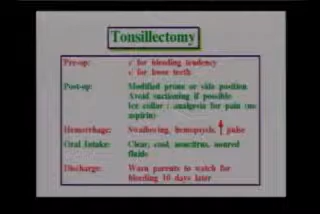 Tonsillectomy
Pre-op: √ for bleeding tendency
√ for loose teeth
Post-op: Modified prone or side position
Avoid suctioning if possible
Ice collar ; analgesia for pain (no
aspirin)
Hemorrhage: Swallowing, hemopysis, ↑ pulse
Oral Intake: Clear, cool, noncitrus, nonred
fluids
Discharge: Warn parents to watch for
bleeding 10 days later